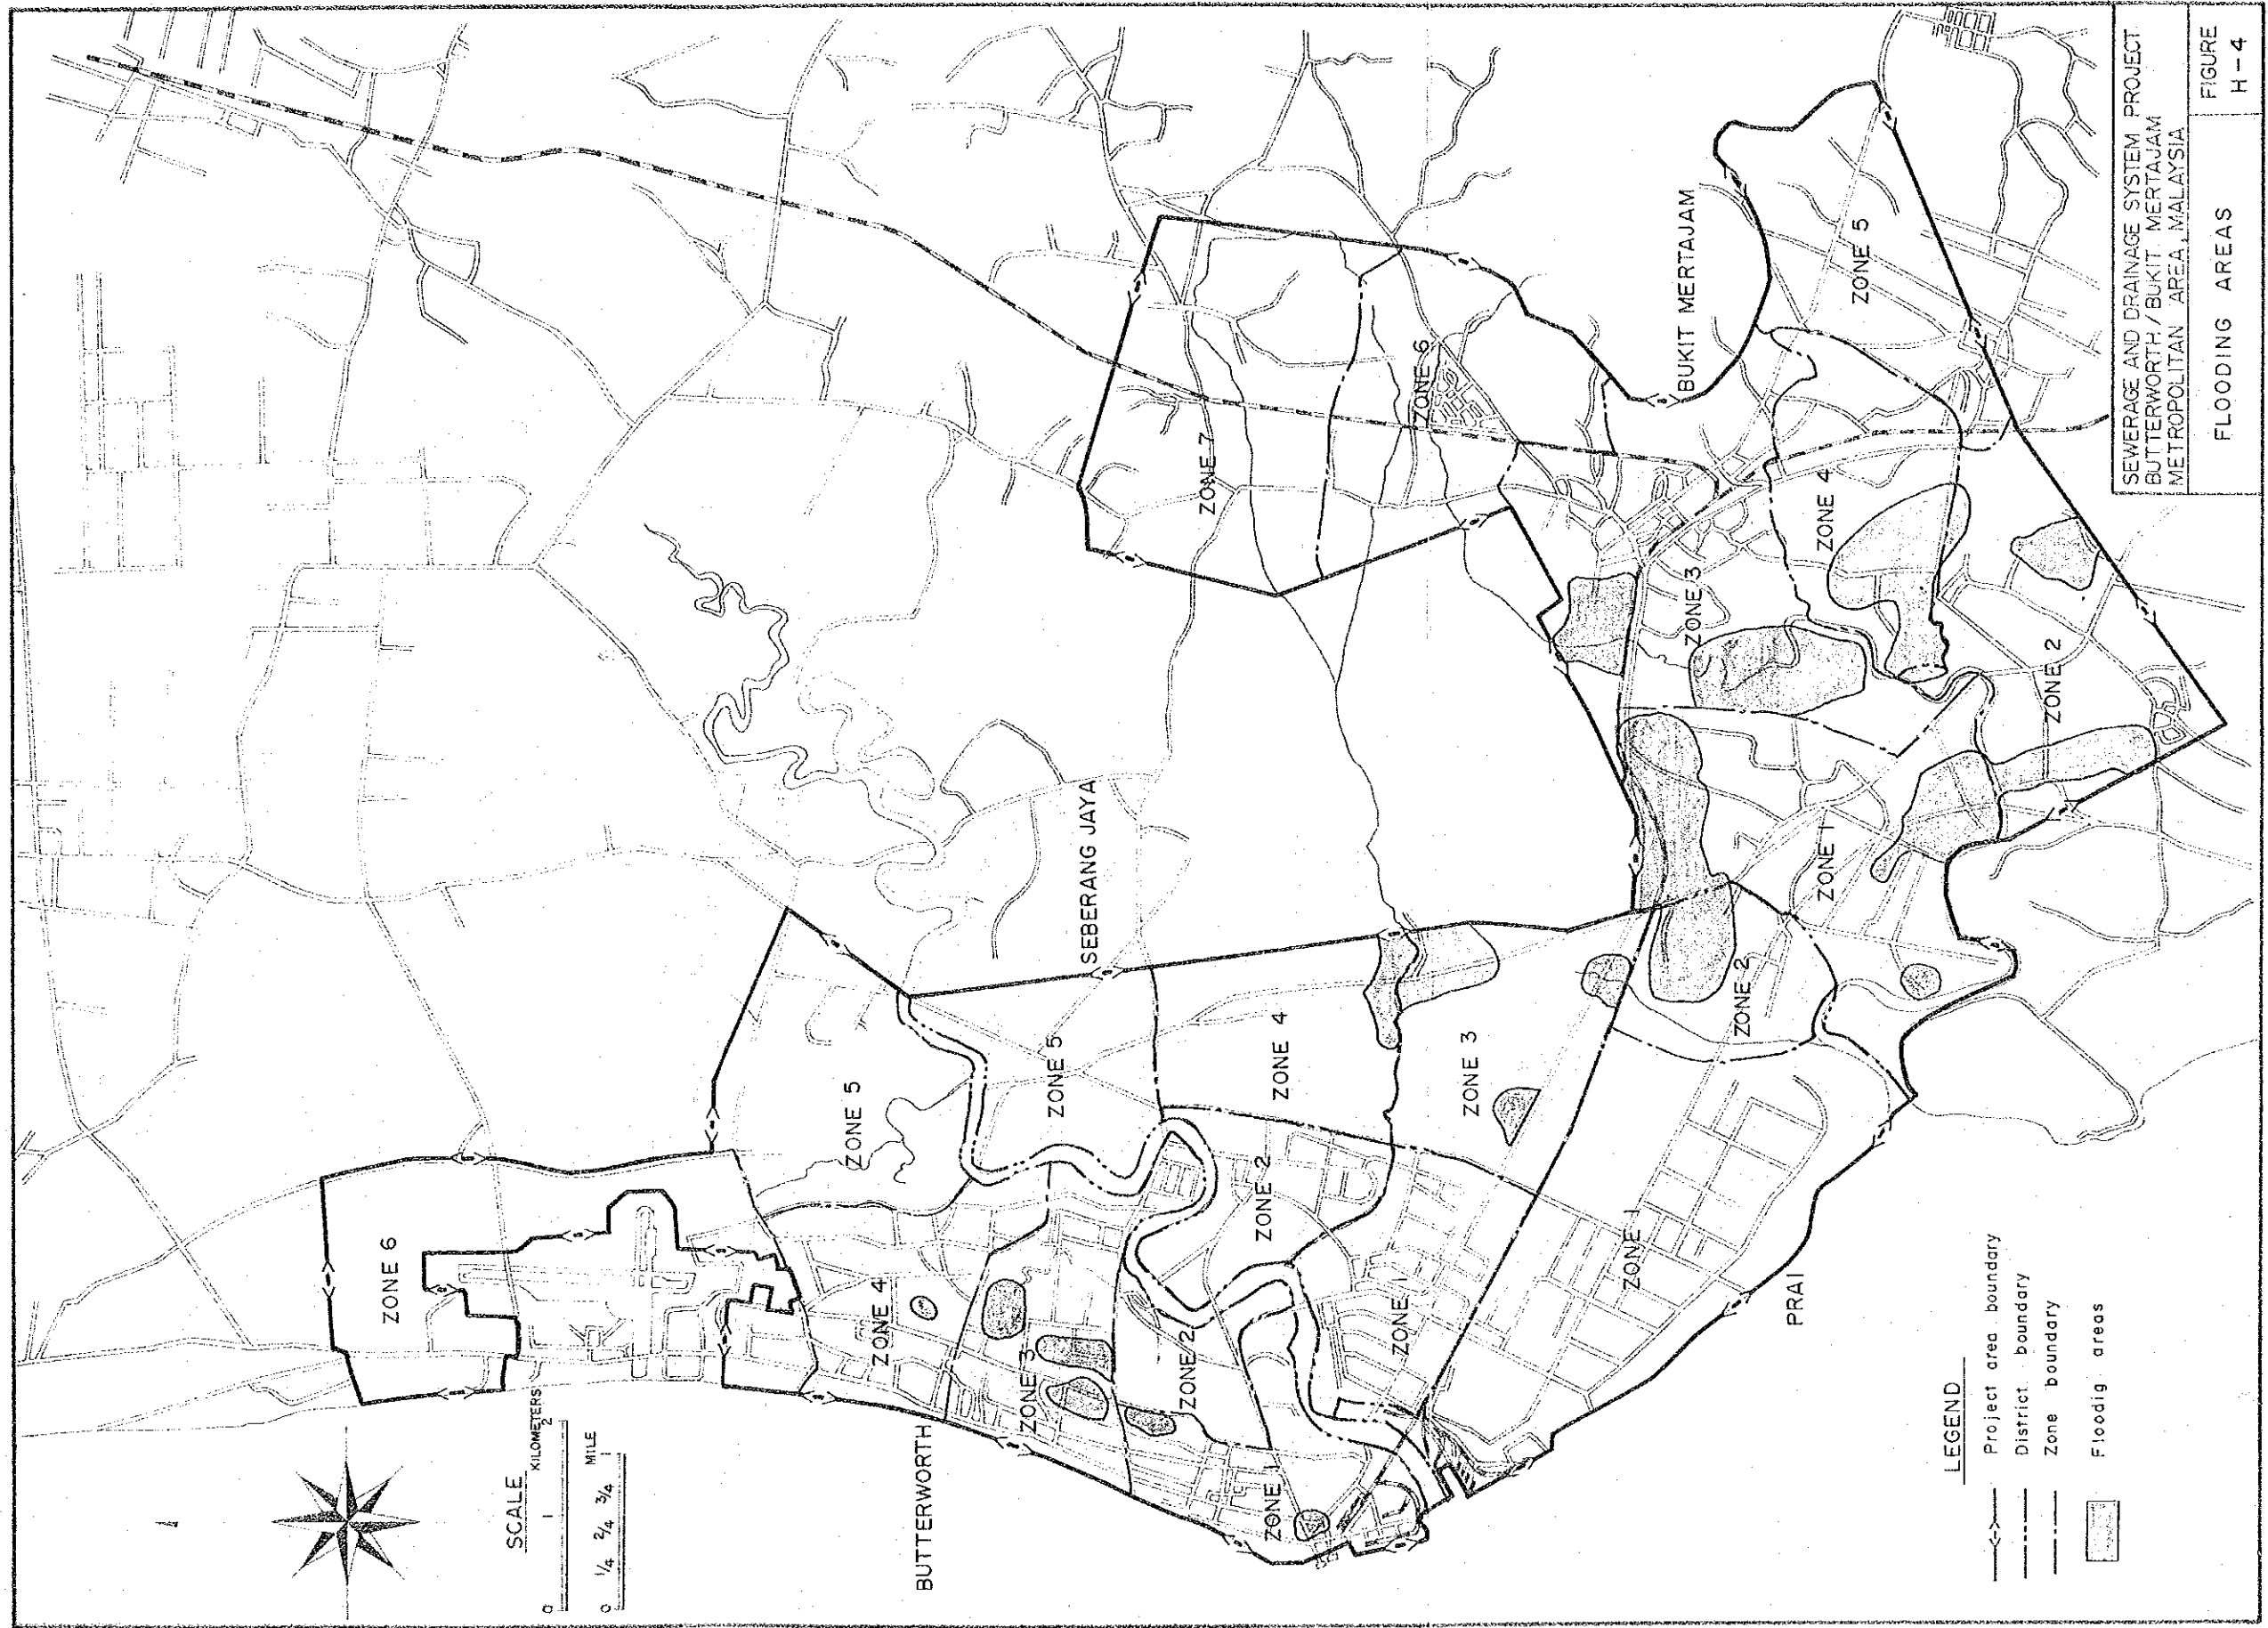 SEWERAGE AND DRAINAGE SYSTEM PROJECT
BUTTERWORTH / BUKIT MERTAJAM
METROPOLITAN AREA, MALAYSIA
FLOODING AREAS
FIGURE
H-4
SCALE
KILOMETERS
0 1 2
MILE
0 1/4 2/4 3/4 1
BUTTERWORTH
ZONE 6
ZONE 5
ZONE 4
ZONE 3
ZONE 2
ZONE 1
SEBERANG JAYA
ZONE 5
ZONE 4
ZONE 3
ZONE 2
ZONE 1
PRAI
ZONE 1
ZONE 2
BUKIT MERTAJAM
ZONE 7
ZONE 6
ZONE 5
ZONE 4
ZONE 3
ZONE 2
ZONE 1
LEGEND
Project area boundary
District boundary
Zone boundary
Floodig areas